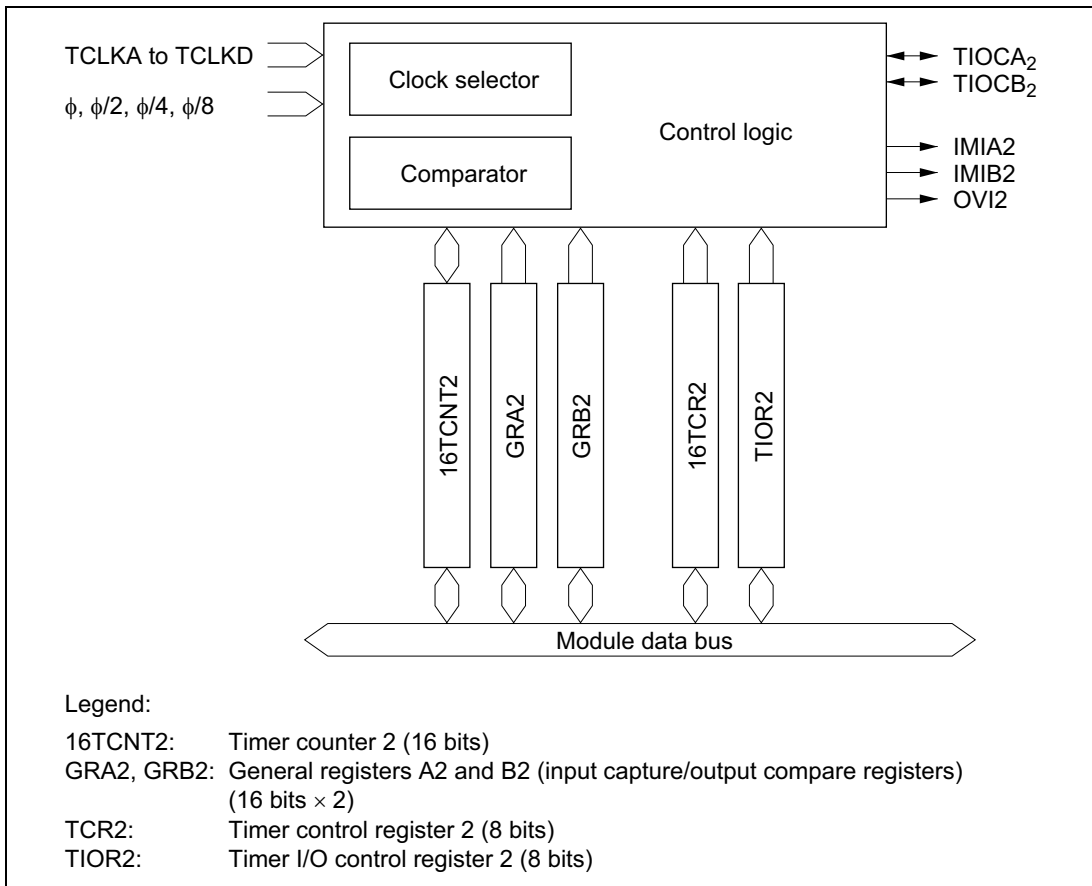 TCLKA to TCLKD
ϕ, ϕ/2, ϕ/4, ϕ/8
Clock selector
Comparator
Control logic
TIOCA2
TIOCB2
IMIA2
IMIB2
OVI2
16TCNT2
GRA2
GRB2
16TCR2
TIOR2
Module data bus
Legend:
16TCNT2: Timer counter 2 (16 bits)
GRA2, GRB2: General registers A2 and B2 (input capture/output compare registers)
(16 bits × 2)
TCR2: Timer control register 2 (8 bits)
TIOR2: Timer I/O control register 2 (8 bits)